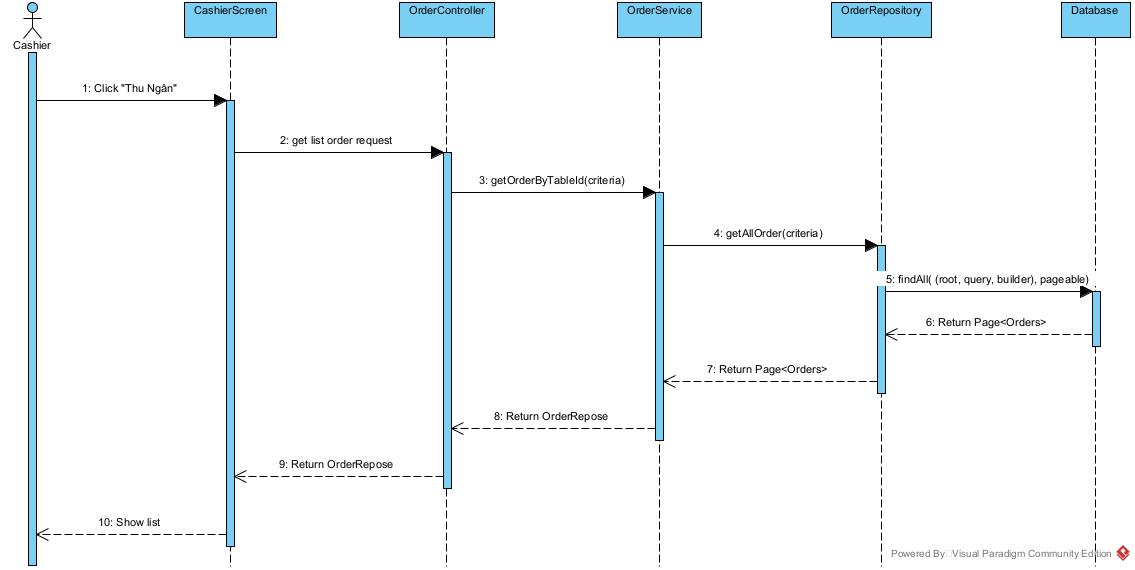 CashierScreen
OrderController
OrderService
OrderRepository
Database
Cashier
1: Click "Thu Ngân"
2: get list order request
3: getOrderByTableId(criteria)
4: getAllOrder(criteria)
5: findAll( (root, query, builder), pageable)
6: Return Page<Orders>
7: Return Page<Orders>
8: Return OrderRepose
9: Return OrderRepose
10: Show list
Powered By Visual Paradigm Community Edition